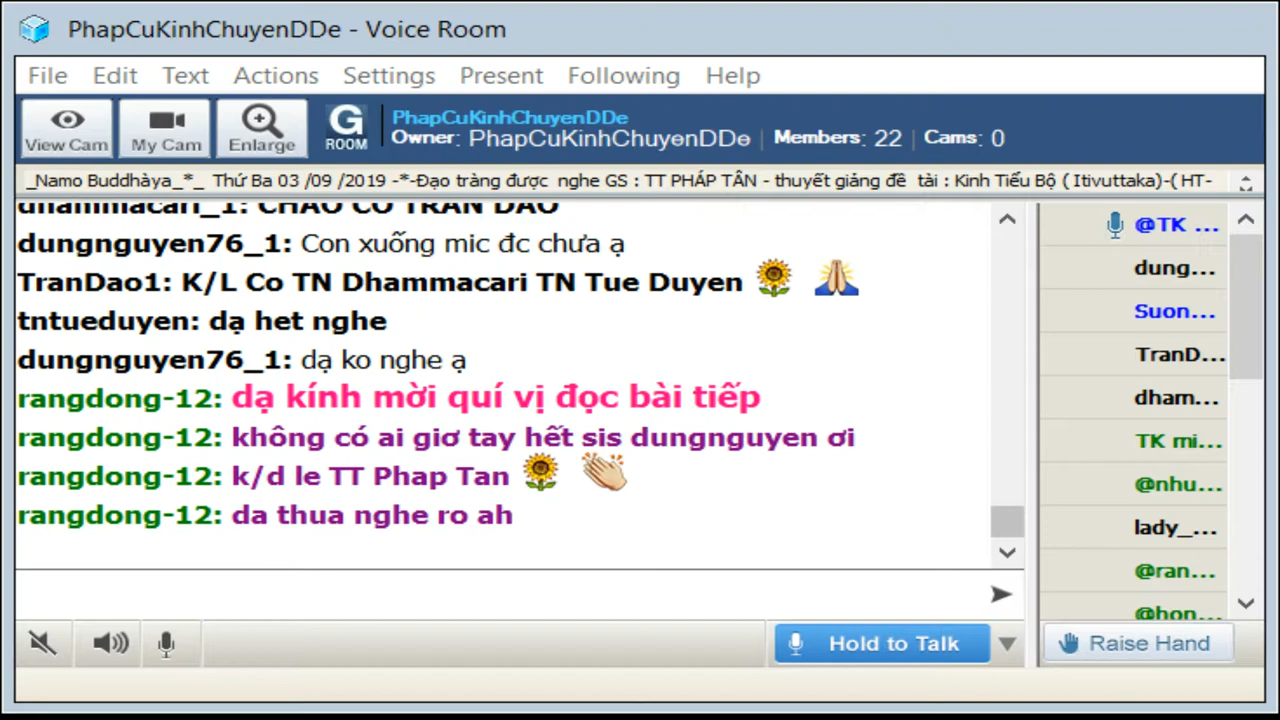 PhapCuKinhChuyenDDe - Voice Room
File Edit Text Actions Settings Present Following Help
View Cam My Cam Enlarge G ROOM
PhapCuKinhChuyenDDe
Owner: PhapCuKinhChuyenDDe | Members: 22 | Cams: 0
_Namo Buddhàya_*_ Thứ Ba 03 /09 /2019 -*-Đạo tràng được nghe GS : TT PHÁP TÂN - thuyết giảng đề tài : Kinh Tiểu Bộ ( Itivuttaka)-( HT-
dhammacari_1: CHAO CO TRAN DAO
dungnguyen76_1: Con xuống mic đc chưa ạ
TranDao1: K/L Co TN Dhammacari TN Tue Duyen
tntueduyen: dạ het nghe
dungnguyen76_1: dạ ko nghe ạ
rangdong-12: dạ kính mời quí vị đọc bài tiếp
rangdong-12: không có ai giơ tay hết sis dungnguyen ơi
rangdong-12: k/d le TT Phap Tan
rangdong-12: da thua nghe ro ah
@TK ...
dung...
Suon...
TranD...
dham...
TK mi...
@nhu...
lady_...
@ran...
@hon...
Hold to Talk
Raise Hand